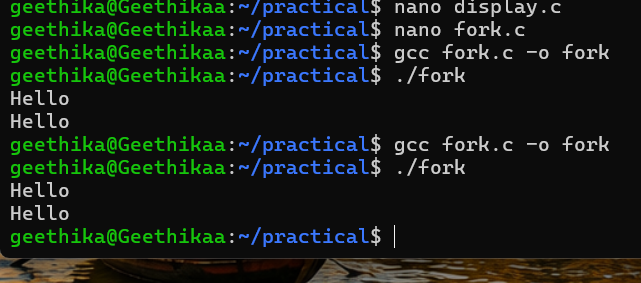 geethika@Geethikaa:~/practical$ nano display.c
geethika@Geethikaa:~/practical$ nano fork.c
geethika@Geethikaa:~/practical$ gcc fork.c -o fork
geethika@Geethikaa:~/practical$ ./fork
Hello
Hello
geethika@Geethikaa:~/practical$ gcc fork.c -o fork
geethika@Geethikaa:~/practical$ ./fork
Hello
Hello
geethika@Geethikaa:~/practical$